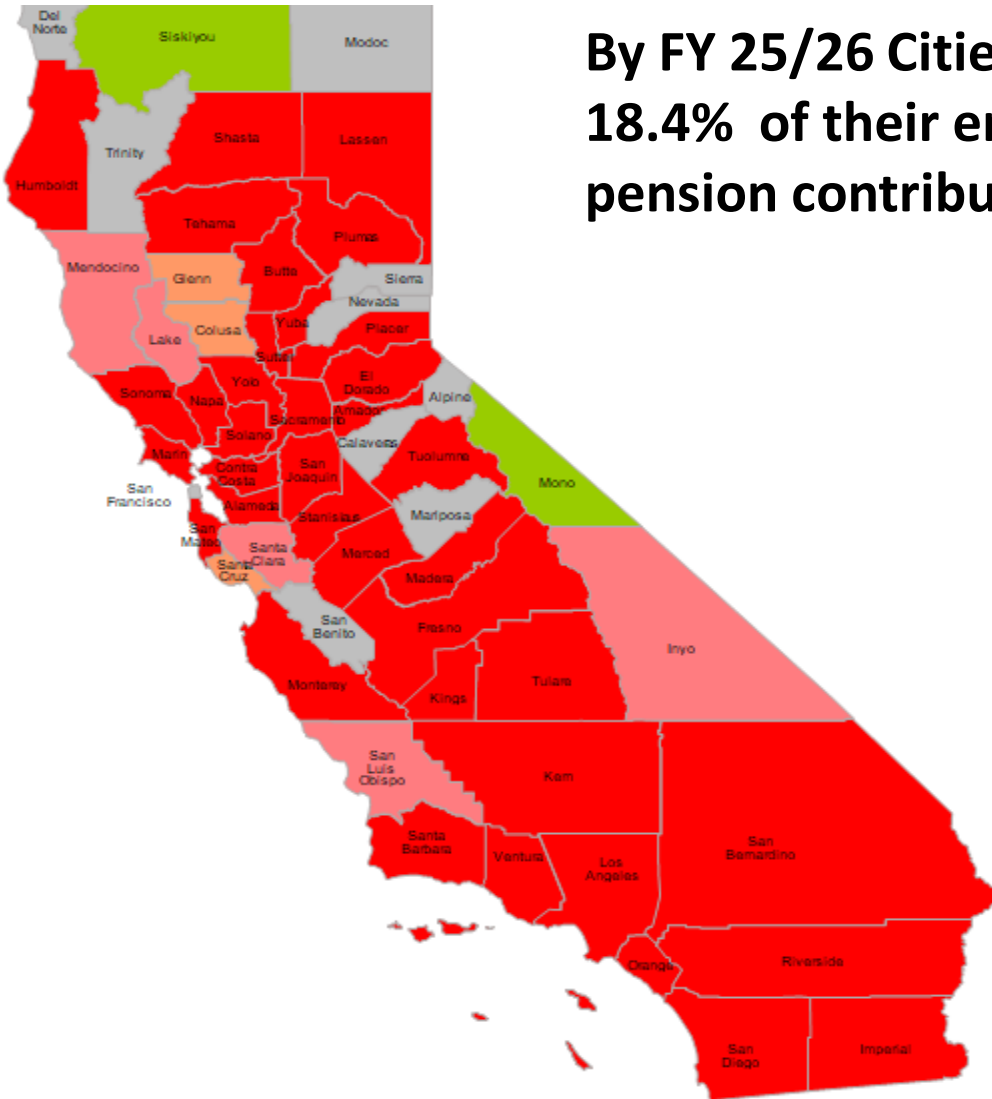 By FY 25/26 Citie
18.4% of their e
pension contribu
Del
Norte
Siskiyou
Modoc
Trinity
Shasta
Lassen
Humboldt
Tehama
Plumas
Mendocino
Glenn
Butte
Sierra
Nevada
Lake
Colusa
Yuba
Placer
Sutter
Sonoma
Napa
Yolo
El
Dorado
Alpine
Amador
Sacramento
Solano
Calaveras
Marin
Contra
Costa
San
Joaquin
Tuolumne
Mono
San
Francisco
Alameda
Stanislaus
Mariposa
San
Mateo
Santa
Clara
Merced
Santa
Cruz
Madera
San
Benito
Fresno
Inyo
Monterey
Kings
Tulare
San
Luis
Obispo
Kern
Santa
Barbara
Ventura
Los
Angeles
San
Bernardino
Orange
Riverside
San
Diego
Imperial